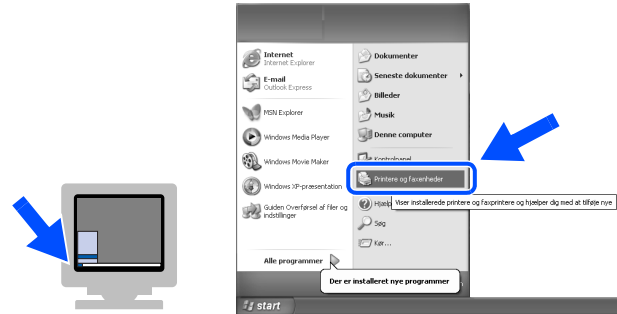 Internet
Internet Explorer
E-mail
Outlook Express
MSN Explorer
Windows Media Player
Windows Movie Maker
Windows XP-præsentation
Guiden Overførsel af filer og
indstillinger
Alle programmer
Dokumenter
Seneste dokumenter
Billeder
Musik
Denne computer
Kontrolpanel
Printere og faxenheder
Hjælp
Viser installerede printere og faxprintere og hjælper dig med at tilføje nye
Søg
Kør...
Der er installeret nye programmer
start